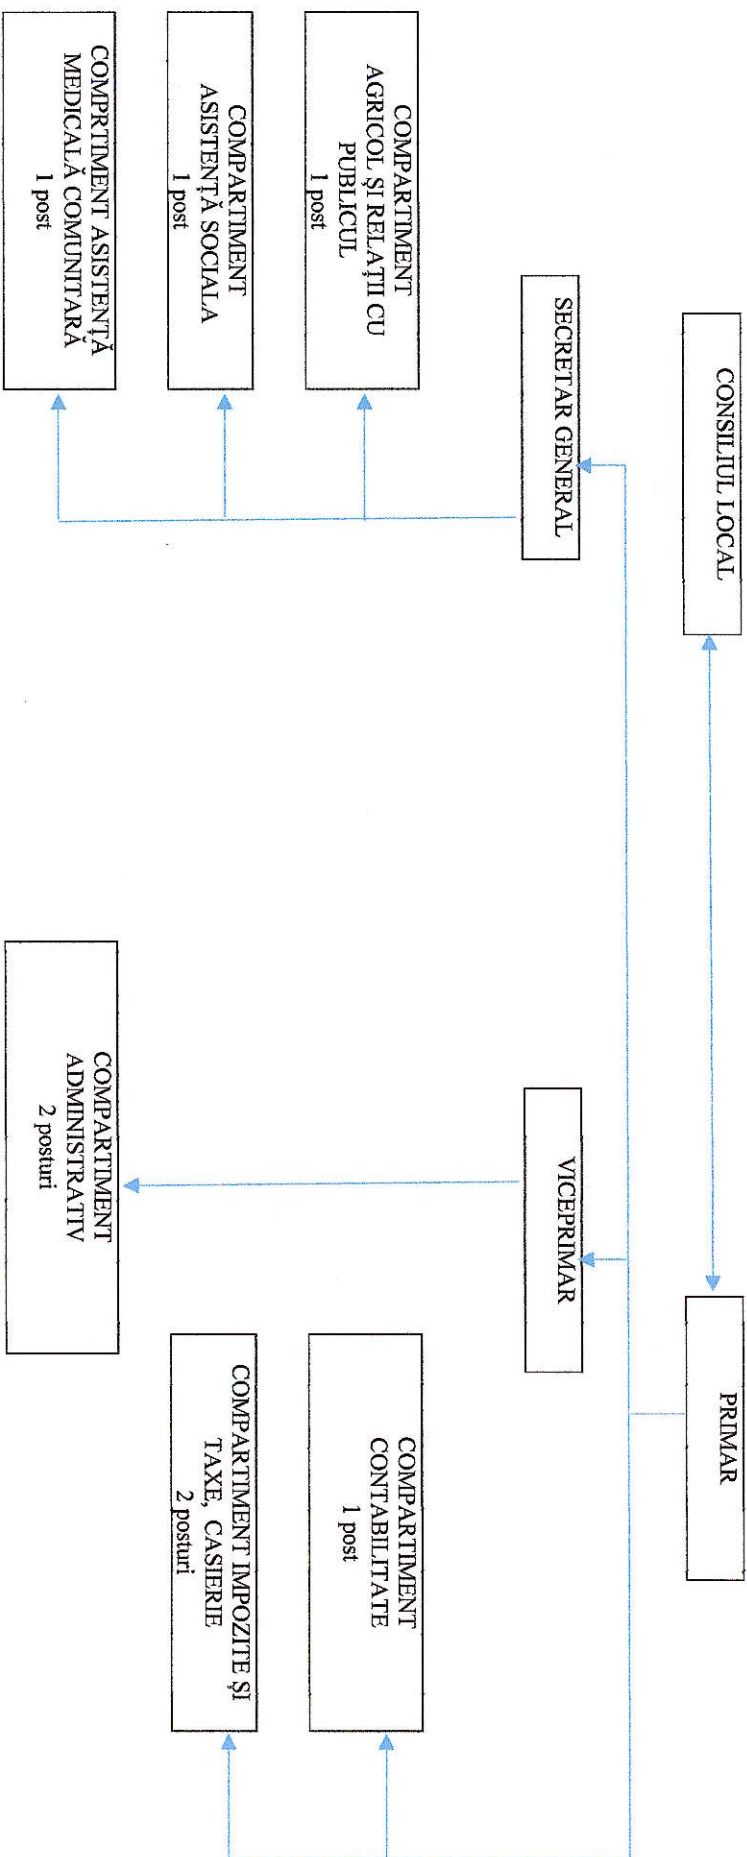 CONSILIUL LOCAL
PRIMAR
SECRETAR GENERAL
VICEPRIMAR
COMPARTIMENT
AGRICOL ȘI RELAȚII CU
PUBLICUL
1 post
COMPARTIMENT
ASISTENȚĂ SOCIALA
1 post
COMPRTIMENT ASISTENȚĂ
MEDICALĂ COMUNITARĂ
1 post
COMPARTIMENT
ADMINISTRATIV
2 posturi
COMPARTIMENT
CONTABILITATE
1 post
COMPARTIMENT IMPOZITE ȘI
TAXE, CASIERIE
2 posturi